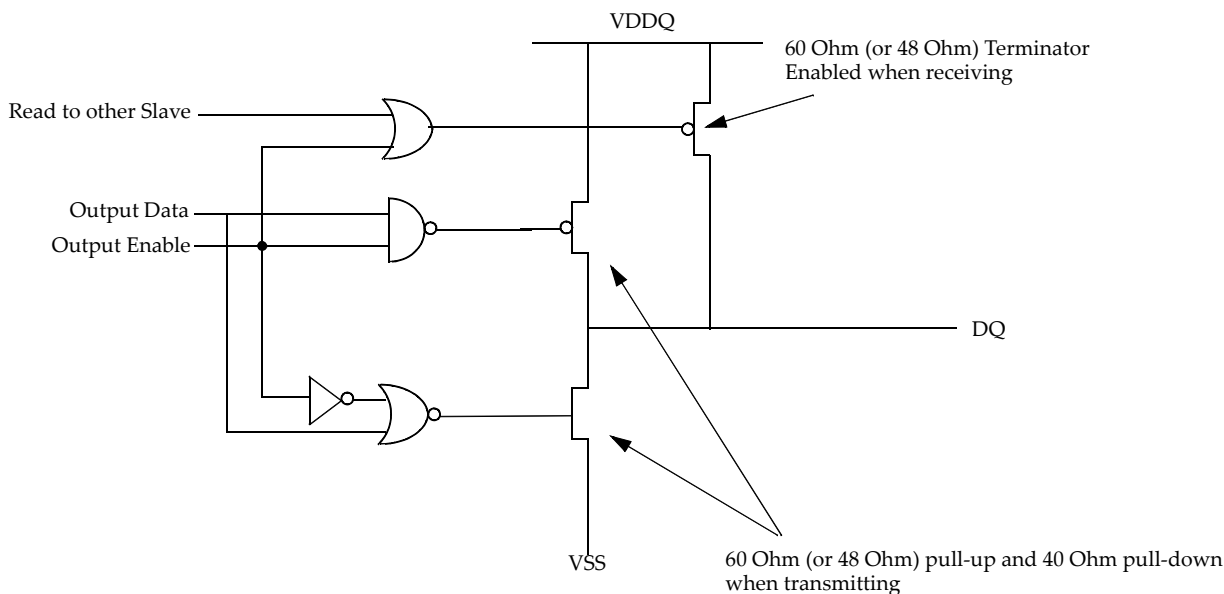 VDDQ
60 Ohm (or 48 Ohm) Terminator
Enabled when receiving
Read to other Slave
Output Data
Output Enable
DQ
VSS
60 Ohm (or 48 Ohm) pull-up and 40 Ohm pull-down
when transmitting